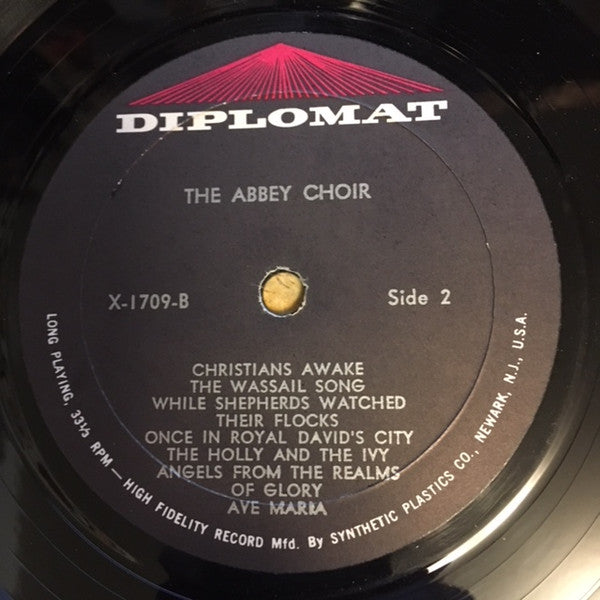 DIPLOMAT
THE ABBEY CHOIR
X-1709-B
Side 2
CHRISTIANS AWAKE
THE WASSAIL SONG
WHILE SHEPHERDS WATCHED
THEIR FLOCKS
ONCE IN ROYAL DAVID'S CITY
THE HOLLY AND THE IVY
ANGELS FROM THE REALMS
OF GLORY
AVE MARIA
LONG PLAYING, 33⅓ RPM — HIGH FIDELITY RECORD Mfd. By SYNTHETIC PLASTICS CO., NEWARK, N.J., U.S.A.